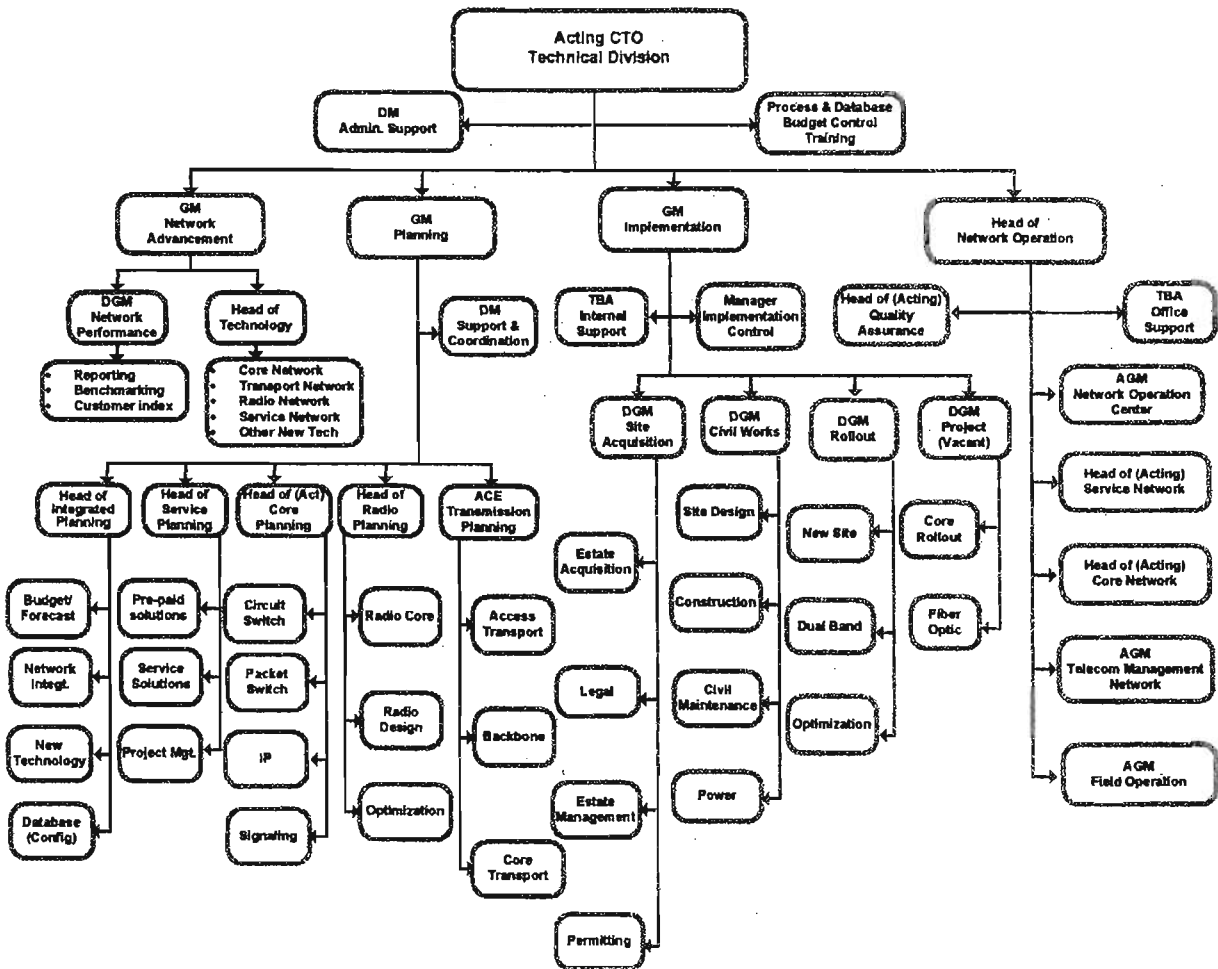 Acting CTO
Technical Division
DM
Admin. Support
Process & Database
Budget Control
Training
GM
Network
Advancement
GM
Planning
GM
Implementation
Head of
Network Operation
DGM
Network
Performance
Head of
Technology
DM
Support &
Coordination
TBA
Internal
Support
Manager
Implementation
Control
Head of (Acting)
Quality
Assurance
TBA
Office
Support
• Reporting
• Benchmarking
• Customer index
• Core Network
• Transport Network
• Radio Network
• Service Network
• Other New Tech
DGM
Site
Acquisition
DGM
Civil Works
DGM
Rollout
DGM
Project
(Vacant)
AGM
Network Operation
Center
Head of (Acting)
Service Network
Head of (Acting)
Core Network
AGM
Telecom Management
Network
AGM
Field Operation
Head of
Integrated
Planning
Head of
Service
Planning
Head of (Act)
Core
Planning
Head of
Radio
Planning
ACE
Transmission
Planning
Budget/
Forecast
Network
Integt.
New
Technology
Database
(Config)
Pre-paid
solutions
Service
Solutions
Project Mgt.
Circuit
Switch
Packet
Switch
IP
Signaling
Radio Core
Radio
Design
Optimization
Access
Transport
Backbone
Core
Transport
Estate
Acquisition
Legal
Estate
Management
Permitting
Site Design
Construction
Civil
Maintenance
Power
New Site
Dual Band
Optimization
Core
Rollout
Fiber
Optic